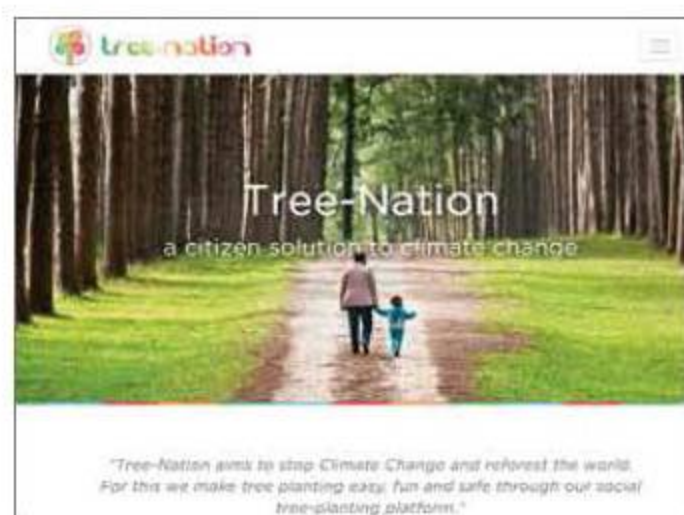 tree-nation
Tree-Nation
a citizen solution to climate change
"Tree-Nation aims to stop Climate Change and reforest the world.
For this we make tree planting easy, fun and safe through our social
tree-planting platform."